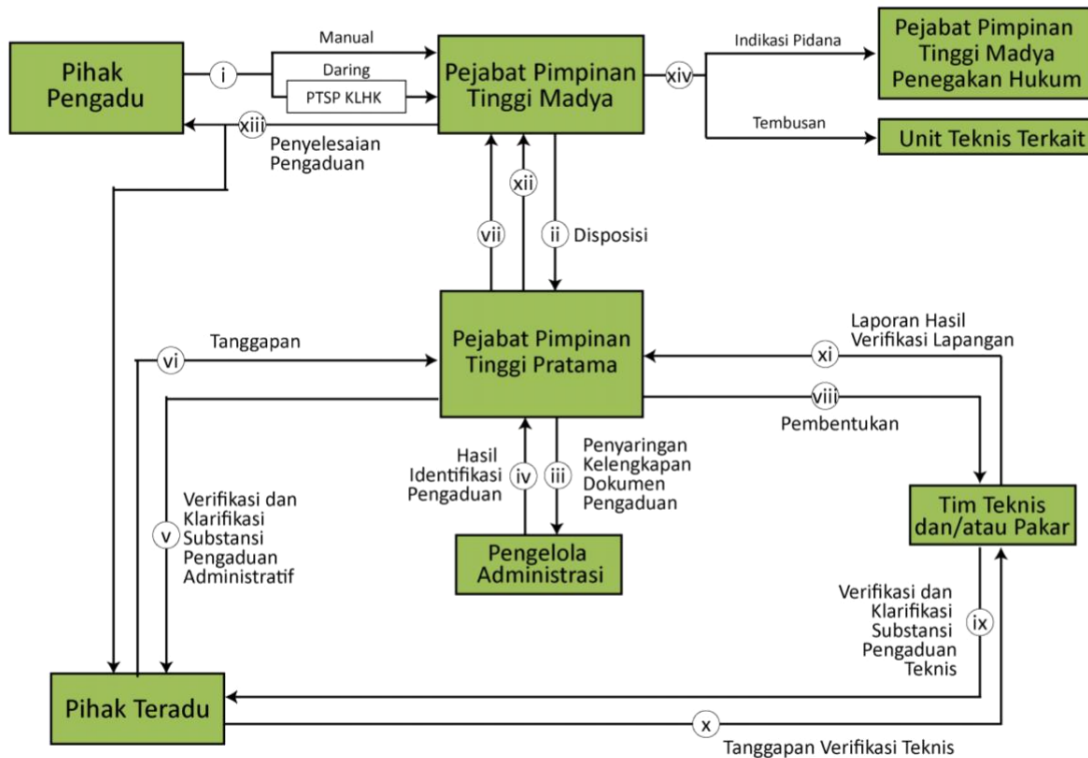 Pihak
Pengadu
i
Manual
Daring
PTSP KLHK
Pejabat Pimpinan
Tinggi Madya
xiv
Indikasi Pidana
Tembusan
Pejabat Pimpinan
Tinggi Madya
Penegakan Hukum
Unit Teknis Terkait
xiii
Penyelesaian
Pengaduan
vii
xii
ii
Disposisi
vi
Tanggapan
Pejabat Pimpinan
Tinggi Pratama
xi
Laporan Hasil
Verifikasi Lapangan
viii
Pembentukan
v
Verifikasi dan
Klarifikasi
Substansi
Pengaduan
Administratif
iv
Hasil
Identifikasi
Pengaduan
iii
Penyaringan
Kelengkapan
Dokumen
Pengaduan
Pengelola
Administrasi
Tim Teknis
dan/atau Pakar
Verifikasi dan
Klarifikasi
Substansi
Pengaduan
Teknis
ix
Pihak Teradu
x
Tanggapan Verifikasi Teknis